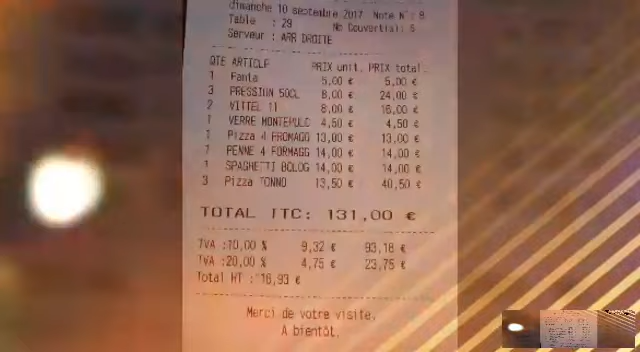 dimanche 10 septembre 2017 Note N°: 8
Table : 29 Nb Couvert(s): 5
Serveur : ARR DROITE
QTE ARTICLE PRIX unit. PRIX total.
1 Fanta 5,00 € 5,00 €
3 PRESSION 50CL 8,00 € 24,00 €
2 VITTEL 1l 8,00 € 16,00 €
1 VERRE MONTEPULC 4,50 € 4,50 €
1 Pizza 4 FROMAGG 13,00 € 13,00 €
1 PENNE 4 FORMAGG 14,00 € 14,00 €
1 SPAGHETTI BOLOG 14,00 € 14,00 €
3 Pizza TONNO 13,50 € 40,50 €
TOTAL TTC: 131,00 €
TVA :10,00 % 9,32 € 93,18 €
TVA :20,00 % 4,75 € 23,75 €
Total HT : 116,93 €
Merci de votre visite.
A bientôt.